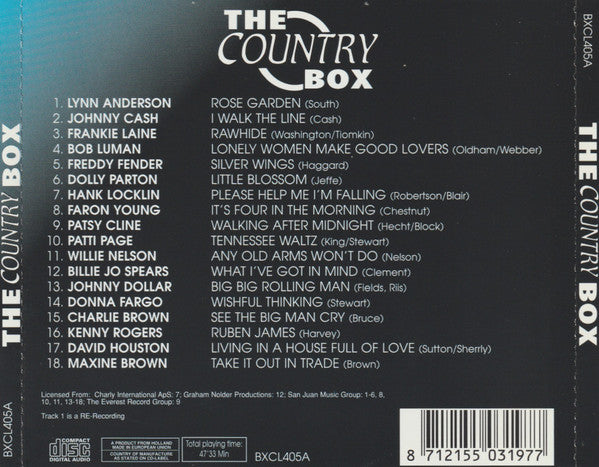 THE
COUNTRY
BOX
BXCL405A
THE COUNTRY BOX
1. LYNN ANDERSON ROSE GARDEN (South)
2. JOHNNY CASH I WALK THE LINE (Cash)
3. FRANKIE LAINE RAWHIDE (Washington/Tiomkin)
4. BOB LUMAN LONELY WOMEN MAKE GOOD LOVERS (Oldham/Webber)
5. FREDDY FENDER SILVER WINGS (Haggard)
6. DOLLY PARTON LITTLE BLOSSOM (Jeffe)
7. HANK LOCKLIN PLEASE HELP ME I'M FALLING (Robertson/Blair)
8. FARON YOUNG IT'S FOUR IN THE MORNING (Chestnut)
9. PATSY CLINE WALKING AFTER MIDNIGHT (Hecht/Block)
10. PATTI PAGE TENNESSEE WALTZ (King/Stewart)
11. WILLIE NELSON ANY OLD ARMS WON'T DO (Nelson)
12. BILLIE JO SPEARS WHAT I'VE GOT IN MIND (Clement)
13. JOHNNY DOLLAR BIG BIG ROLLING MAN (Fields, Rils)
14. DONNA FARGO WISHFUL THINKING (Stewart)
15. CHARLIE BROWN SEE THE BIG MAN CRY (Bruce)
16. KENNY ROGERS RUBEN JAMES (Harvey)
17. DAVID HOUSTON LIVING IN A HOUSE FULL OF LOVE (Sutton/Sherrly)
18. MAXINE BROWN TAKE IT OUT IN TRADE (Brown)
THE COUNTRY BOX
Licensed From: Charly International ApS: 7; Graham Nolder Productions: 12; San Juan Music Group: 1-6, 8,
10, 11, 13-18; The Everest Record Group: 9
Track 1 is a RE-Recording
BXCL405A
COMPACT
disc
DIGITAL AUDIO
A PRODUCT FROM HOLLAND
MADE IN EUROPEAN UNION
COUNTRY OF MANUFACTURE
AS STATED ON CD-LABEL
Total playing time:
47'33 Min
BXCL405A
8 712155 031977